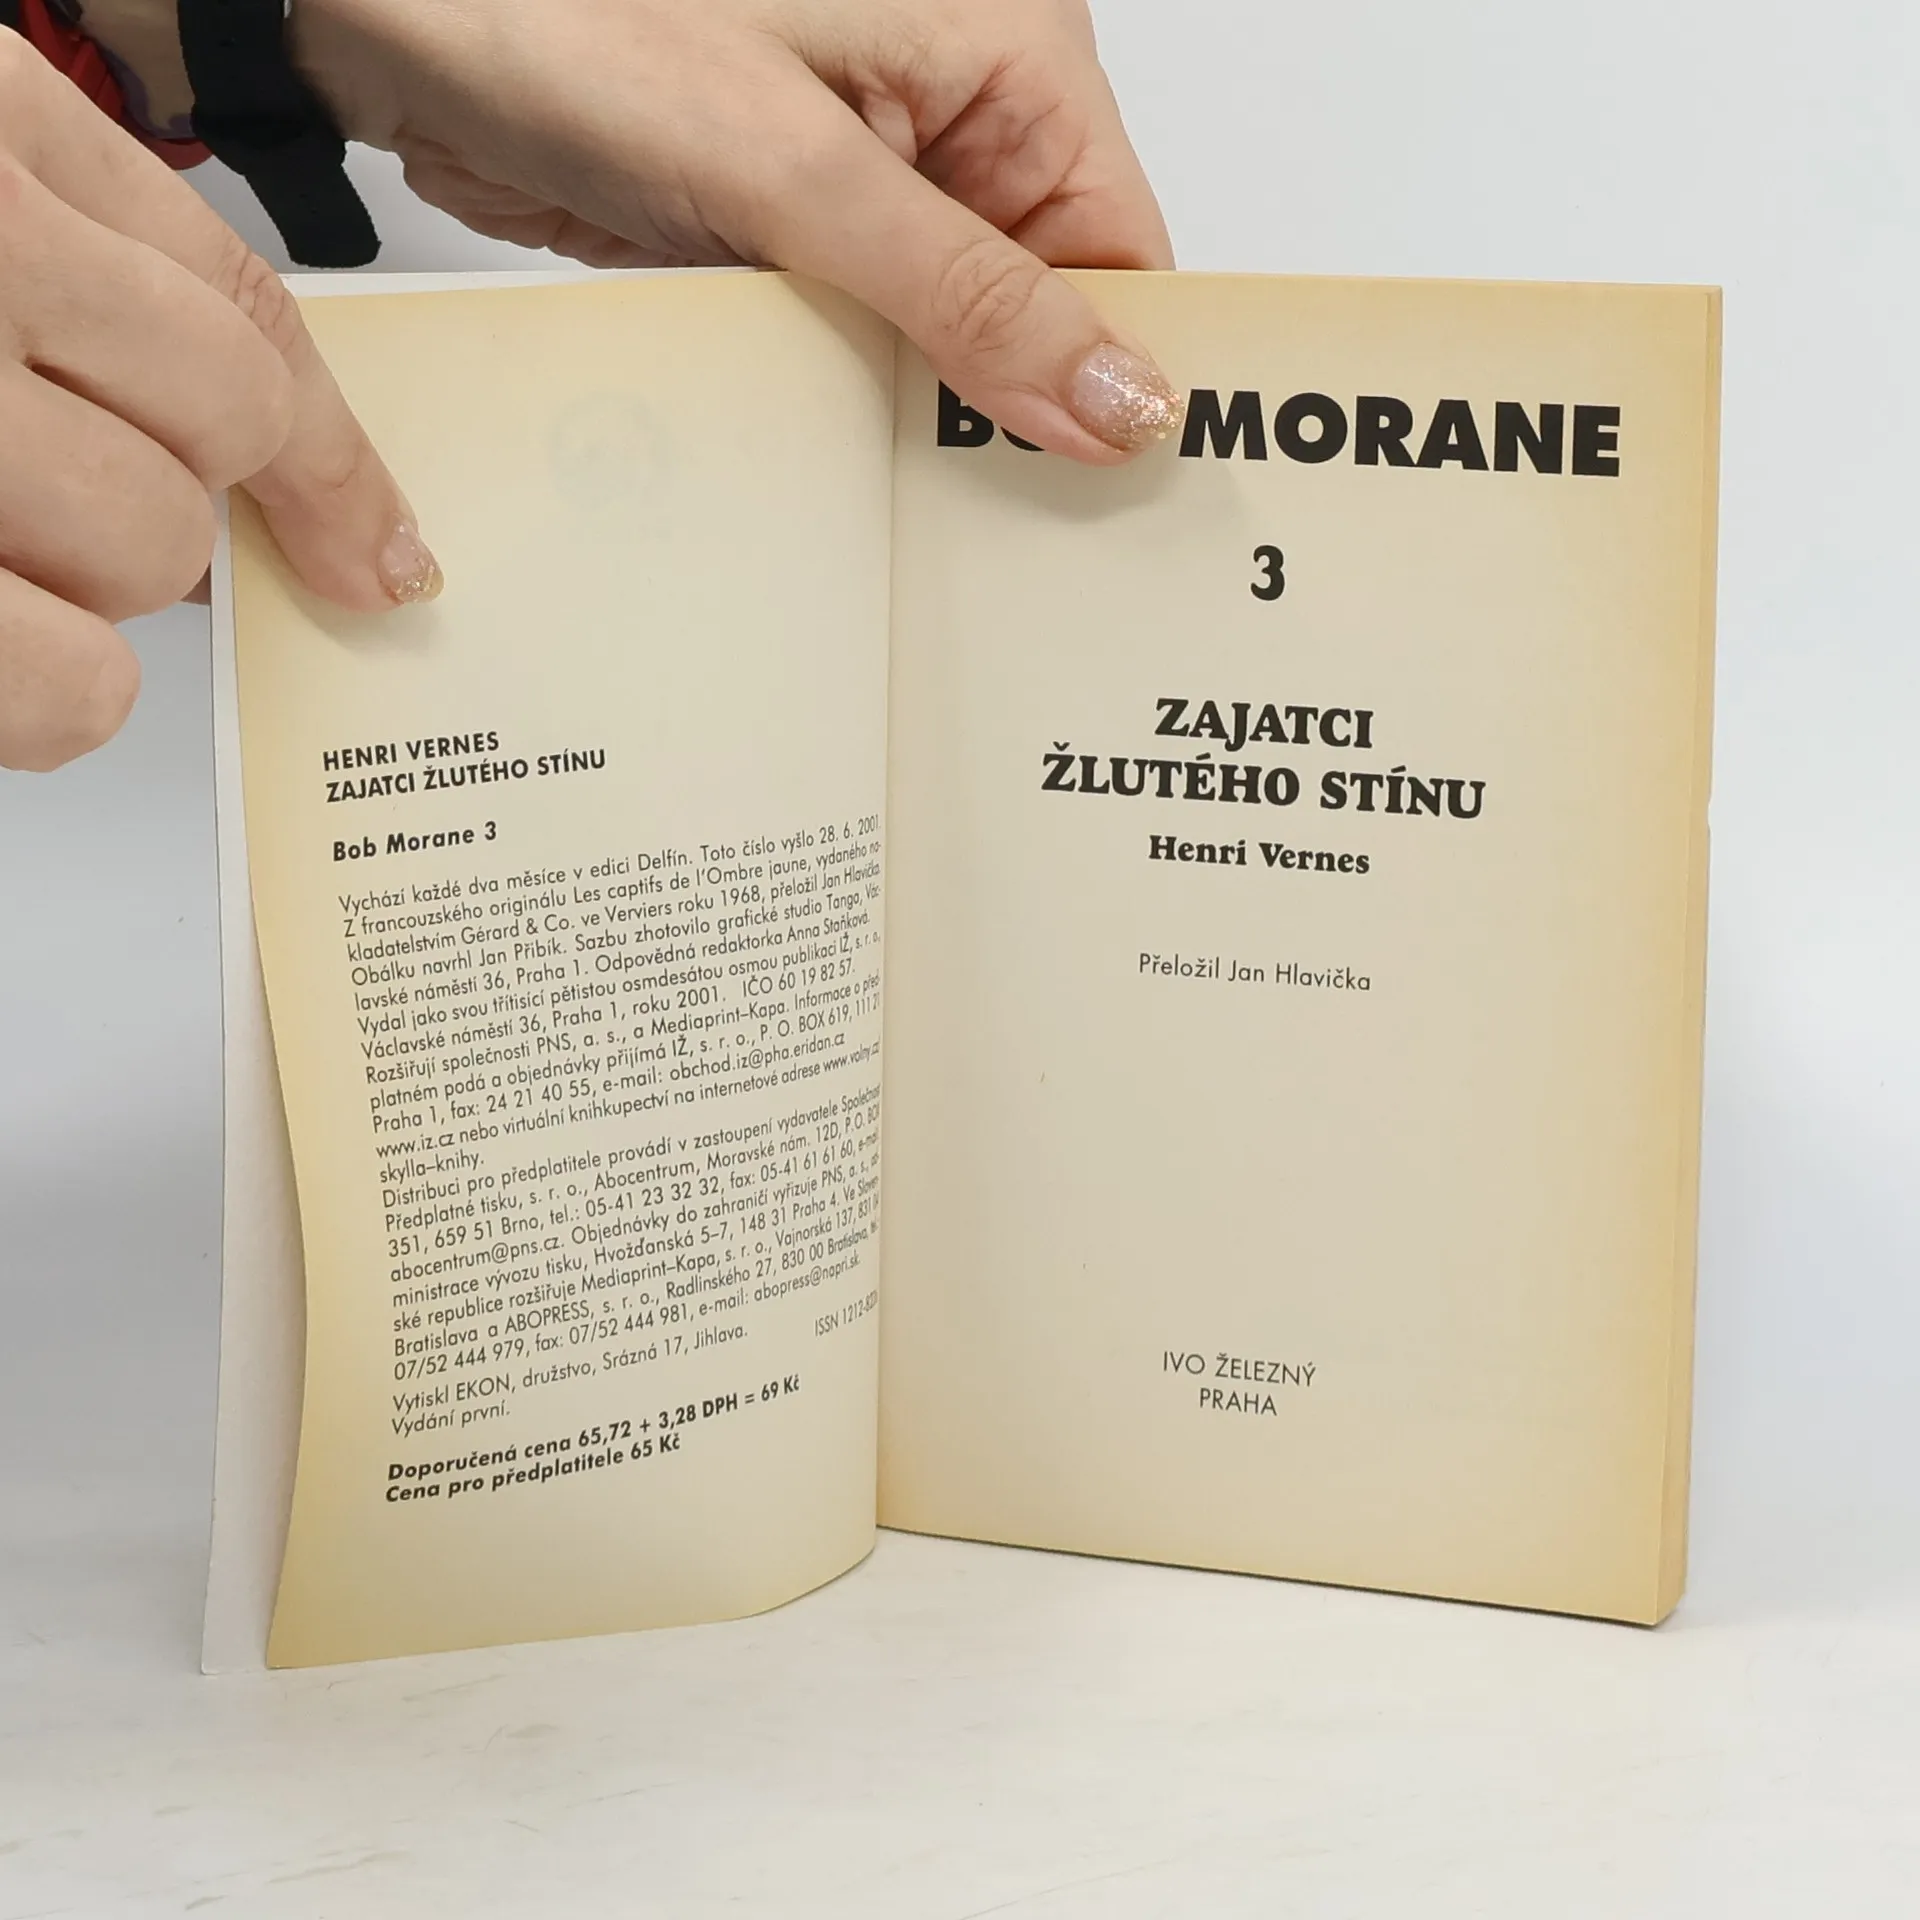 HENRI VERNES
ZAJATCI ŽLUTÉHO STÍNU
Bob Morane 3
Vychází každé dva měsíce v edici Delfín. Toto číslo vyšlo 28. 6. 2001.
Z francouzského originálu Les captifs de l'Ombre jaune, vydaného na-
kladatelstvím Gérard & Co. ve Verviers roku 1968, přeložil Jan Hlavička.
Obálku navrhl Jan Přibík. Sazbu zhotovilo grafické studio Tango, Vác-
lavské náměstí 36, Praha 1. Odpovědná redaktorka Anna Staňková.
Vydal jako svou třítisící pětistou osmdesátou osmou publikaci IŽ, s. r. o.,
Václavské náměstí 36, Praha 1, roku 2001. IČO 60 19 82 57.
Rozšiřují společnosti PNS, a. s., a Mediaprint–Kapa. Informace o před-
platném podá a objednávky přijímá IŽ, s. r. o., P. O. BOX 619, 111 21
Praha 1, fax: 24 21 40 55, e-mail: obchod.iz@pha.eridan.cz
www.iz.cz nebo virtuální knihkupectví na internetové adrese www.volny.cz/
skylla–knihy.
Distribuci pro předplatitele provádí v zastoupení vydavatele Společnost
Předplatné tisku, s. r. o., Abocentrum, Moravské nám. 12D, P.O. BOX
351, 659 51 Brno, tel.: 05-41 23 32 32, fax: 05-41 61 61 60, e-mail:
abocentrum@pns.cz. Objednávky do zahraničí vyřizuje PNS, a. s., ad-
ministrace vývozu tisku, Hvožďanská 5–7, 148 31 Praha 4. Ve Sloven-
ské republice rozšiřuje Mediaprint–Kapa, s. r. o., Vajnorská 137, 831 04
Bratislava a ABOPRESS, s. r. o., Radlinského 27, 830 00 Bratislava, tel.:
07/52 444 979, fax: 07/52 444 981, e-mail: abopress@napri.sk.
ISSN
Vytiskl EKON, družstvo, Srázná 17, Jihlava.
Vydání první.
Doporučená cena 65,72 + 3,28 DPH = 69 Kč
Cena pro předplatitele 65 Kč
MORANE
3
ZAJATCI
ŽLUTÉHO STÍNU
Henri Vernes
Přeložil Jan Hlavička
IVO ŽELEZNÝ
PRAHA